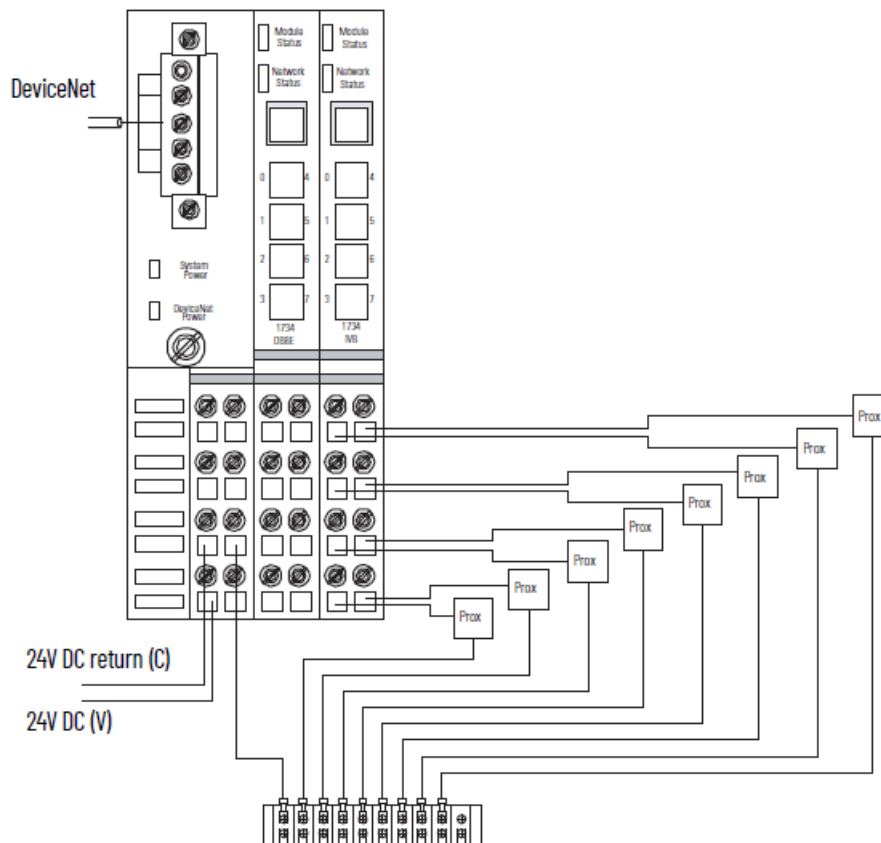 DeviceNet
Module
Status
Module
Status
Network
Status
Network
Status
0
4
0
4
1
5
1
5
2
6
2
6
3
7
3
7
System
Power
DeviceNet
Power
1734
OB8E
1734
IV8
Prox
Prox
Prox
Prox
Prox
Prox
Prox
Prox
24V DC return (C)
24V DC (V)